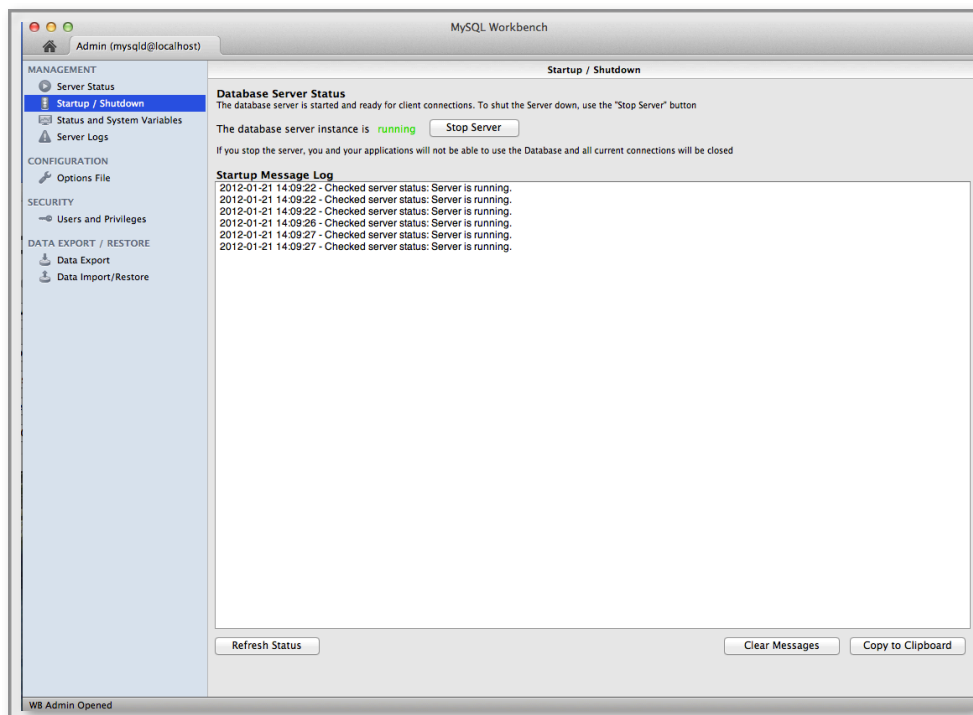 MySQL Workbench
Admin (mysqld@localhost)
MANAGEMENT
Server Status
Startup / Shutdown
Status and System Variables
Server Logs
CONFIGURATION
Options File
SECURITY
Users and Privileges
DATA EXPORT / RESTORE
Data Export
Data Import/Restore
Startup / Shutdown
Database Server Status
The database server is started and ready for client connections. To shut the Server down, use the "Stop Server" button
The database server instance is running Stop Server
If you stop the server, you and your applications will not be able to use the Database and all current connections will be closed
Startup Message Log
2012-01-21 14:09:22 - Checked server status: Server is running.
2012-01-21 14:09:22 - Checked server status: Server is running.
2012-01-21 14:09:22 - Checked server status: Server is running.
2012-01-21 14:09:26 - Checked server status: Server is running.
2012-01-21 14:09:27 - Checked server status: Server is running.
2012-01-21 14:09:27 - Checked server status: Server is running.
Refresh Status Clear Messages Copy to Clipboard
WB Admin Opened